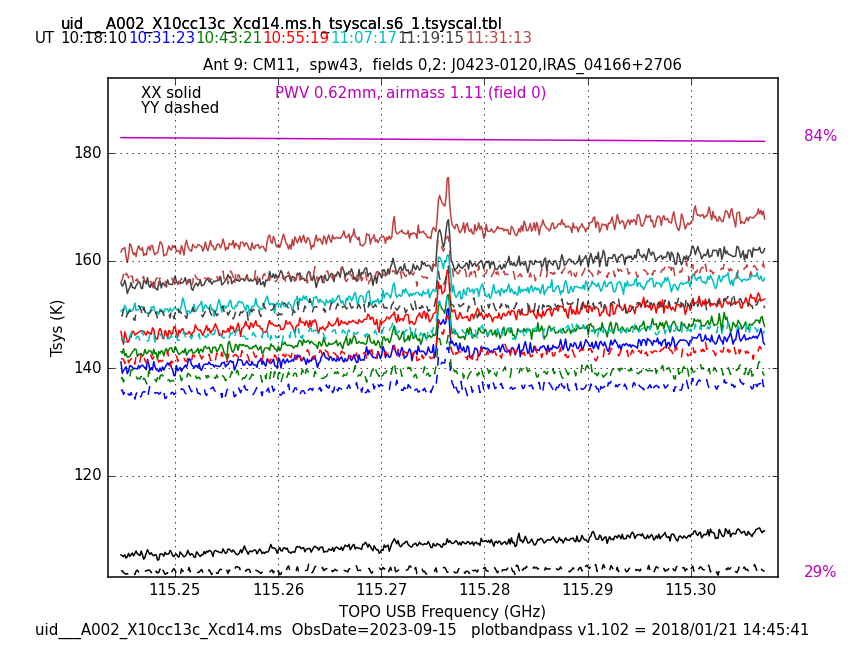 uid___A002_X10cc13c_Xcd14.ms.h_tsyscal.s6_1.tsyscal.tbl
UT 10:18:10 10:31:23 10:43:21 10:55:19 11:07:17 11:19:15 11:31:13
Ant 9: CM11, spw43, fields 0,2: J0423-0120,IRAS_04166+2706
XX solid
PWV 0.62mm, airmass 1.11 (field 0)
YY dashed
84%
180
160
140
120
Tsys (K)
29%
115.25 115.26 115.27 115.28 115.29 115.30
TOPO USB Frequency (GHz)
uid___A002_X10cc13c_Xcd14.ms ObsDate=2023-09-15 plotbandpass v1.102 = 2018/01/21 14:45:41